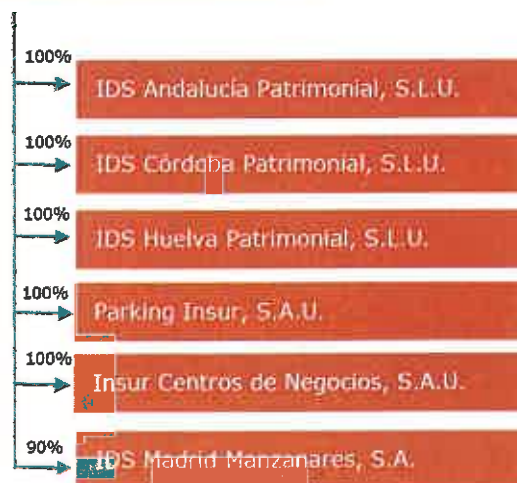 100%
IDS Andalucía Patrimonial, S.L.U.
100%
IDS Córdoba Patrimonial, S.L.U.
100%
IDS Huelva Patrimonial, S.L.U.
100%
Parking Insur, S.A.U.
100%
Insur Centros de Negocios, S.A.U.
90%
IDS Madrid Manzanares, S.A.